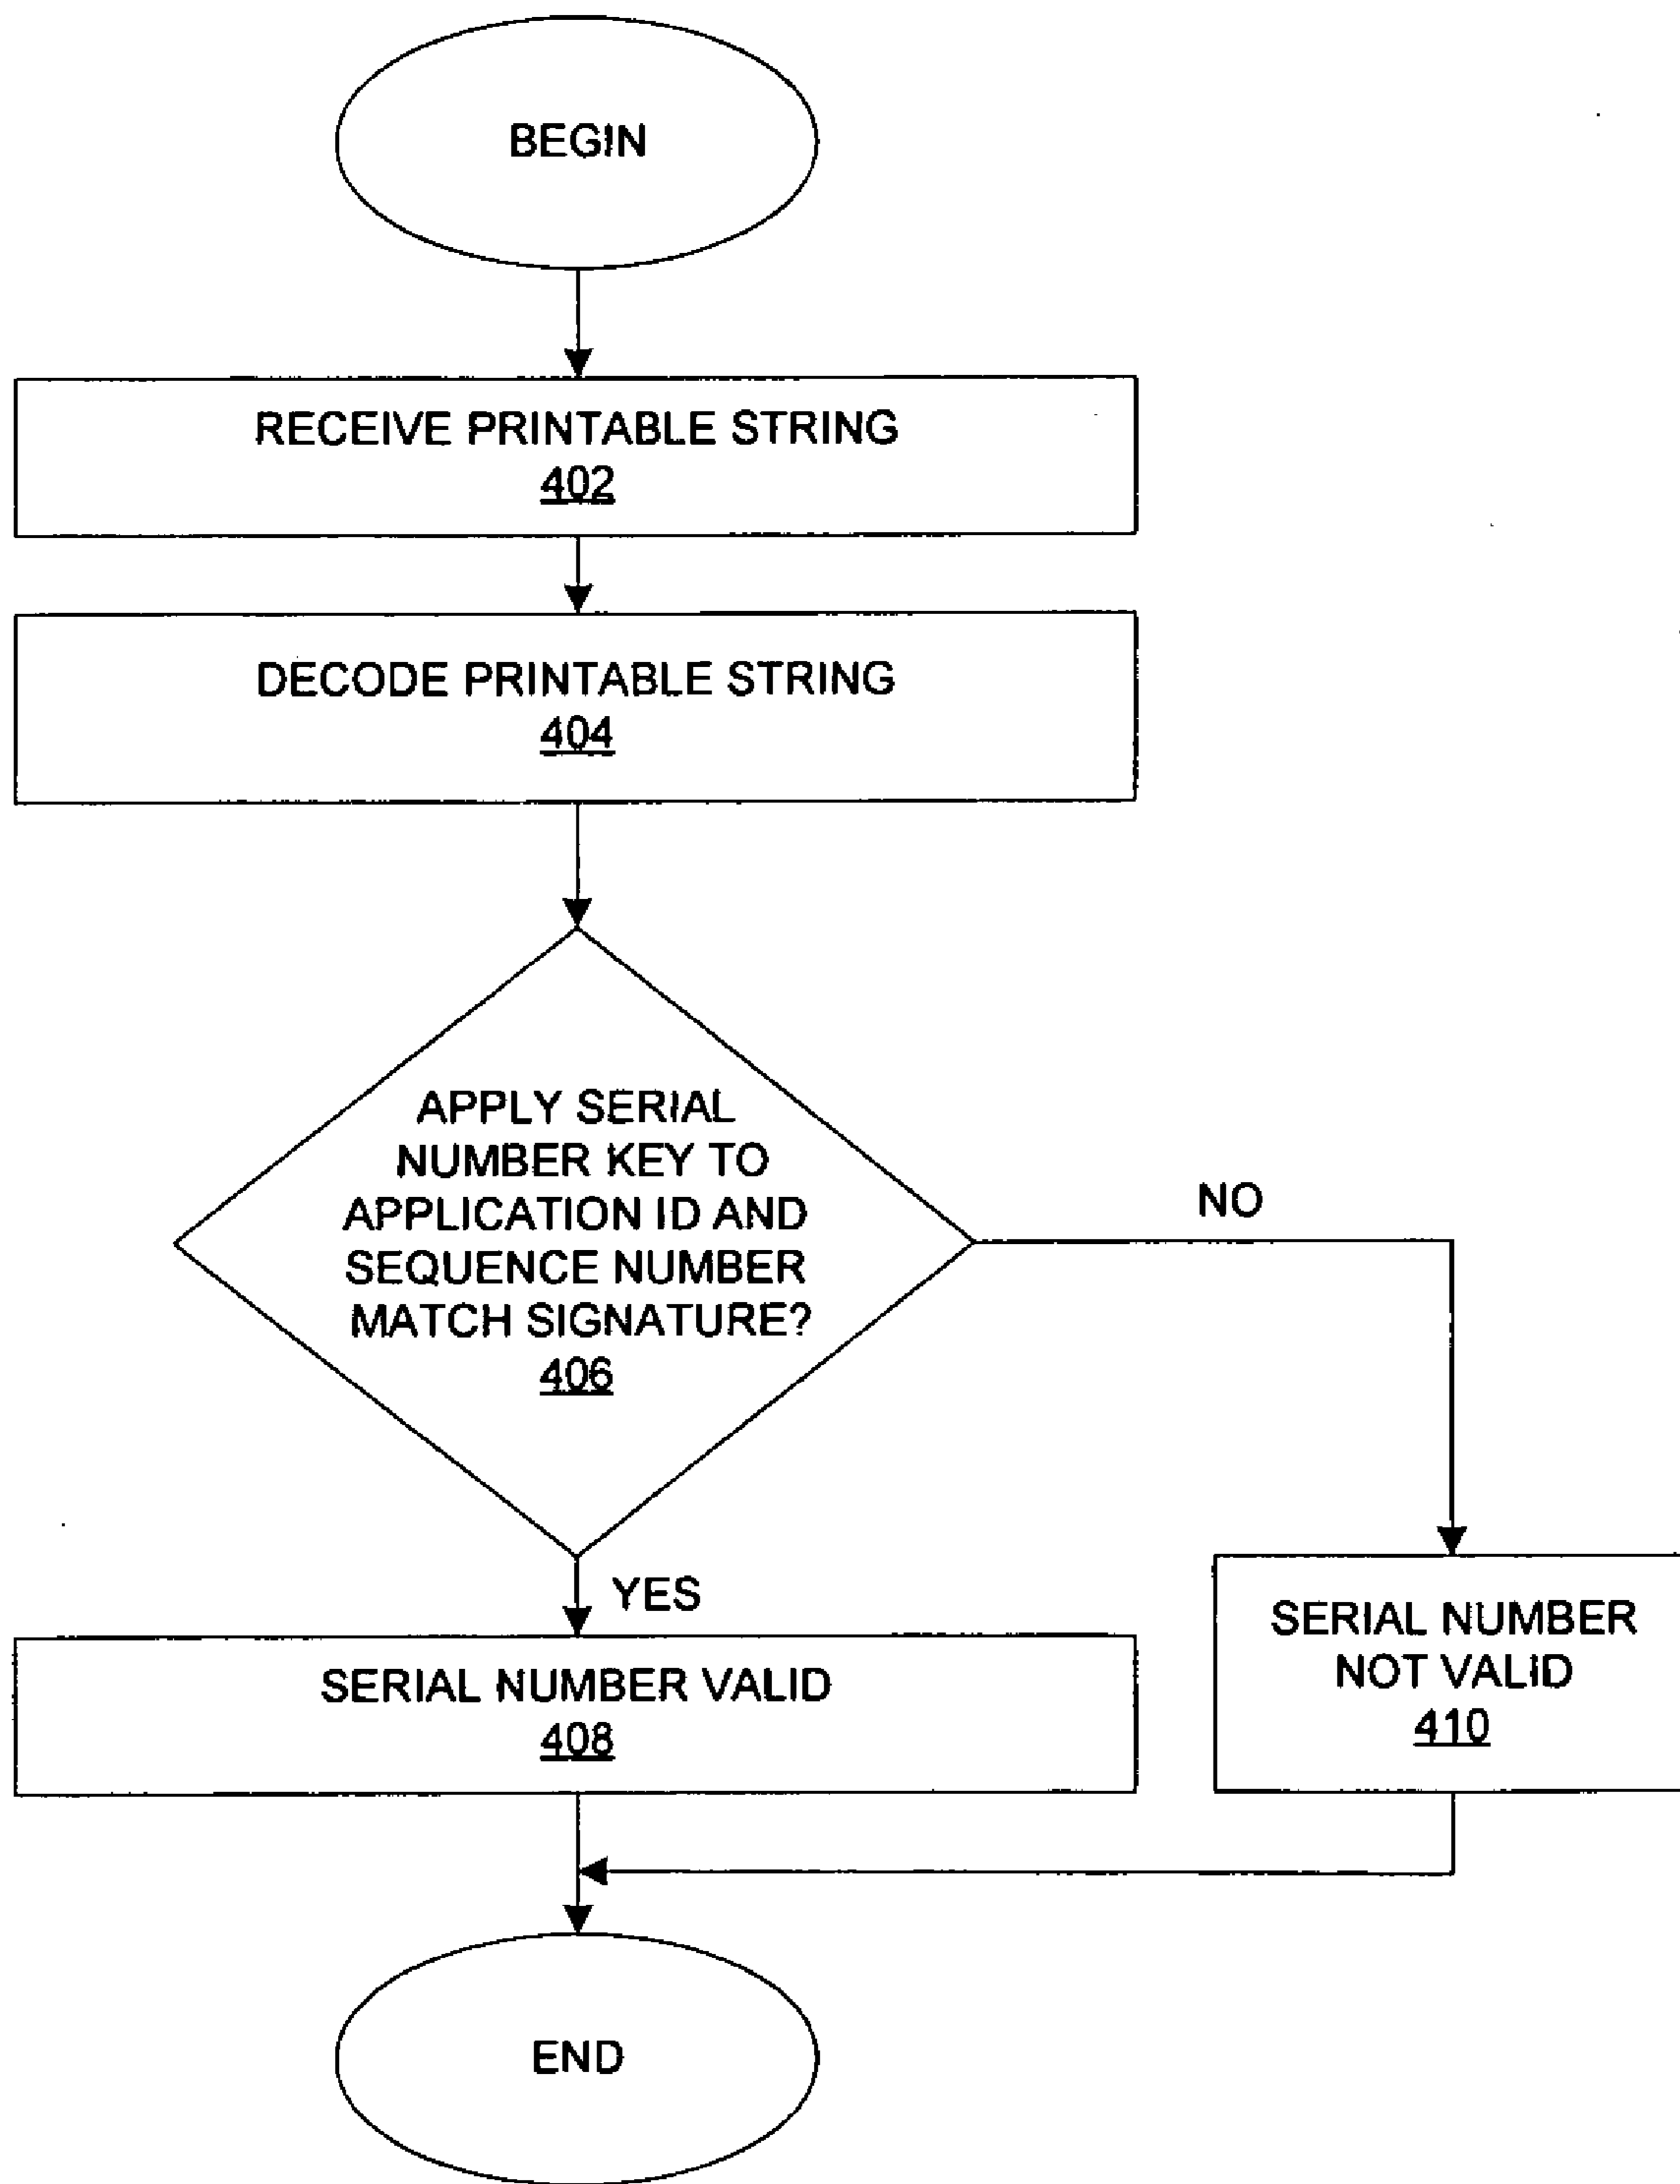 BEGIN
RECEIVE PRINTABLE STRING
402
DECODE PRINTABLE STRING
404
APPLY SERIAL
NUMBER KEY TO
APPLICATION ID AND
SEQUENCE NUMBER
MATCH SIGNATURE?
406
NO
YES
SERIAL NUMBER VALID
408
SERIAL NUMBER
NOT VALID
410
END